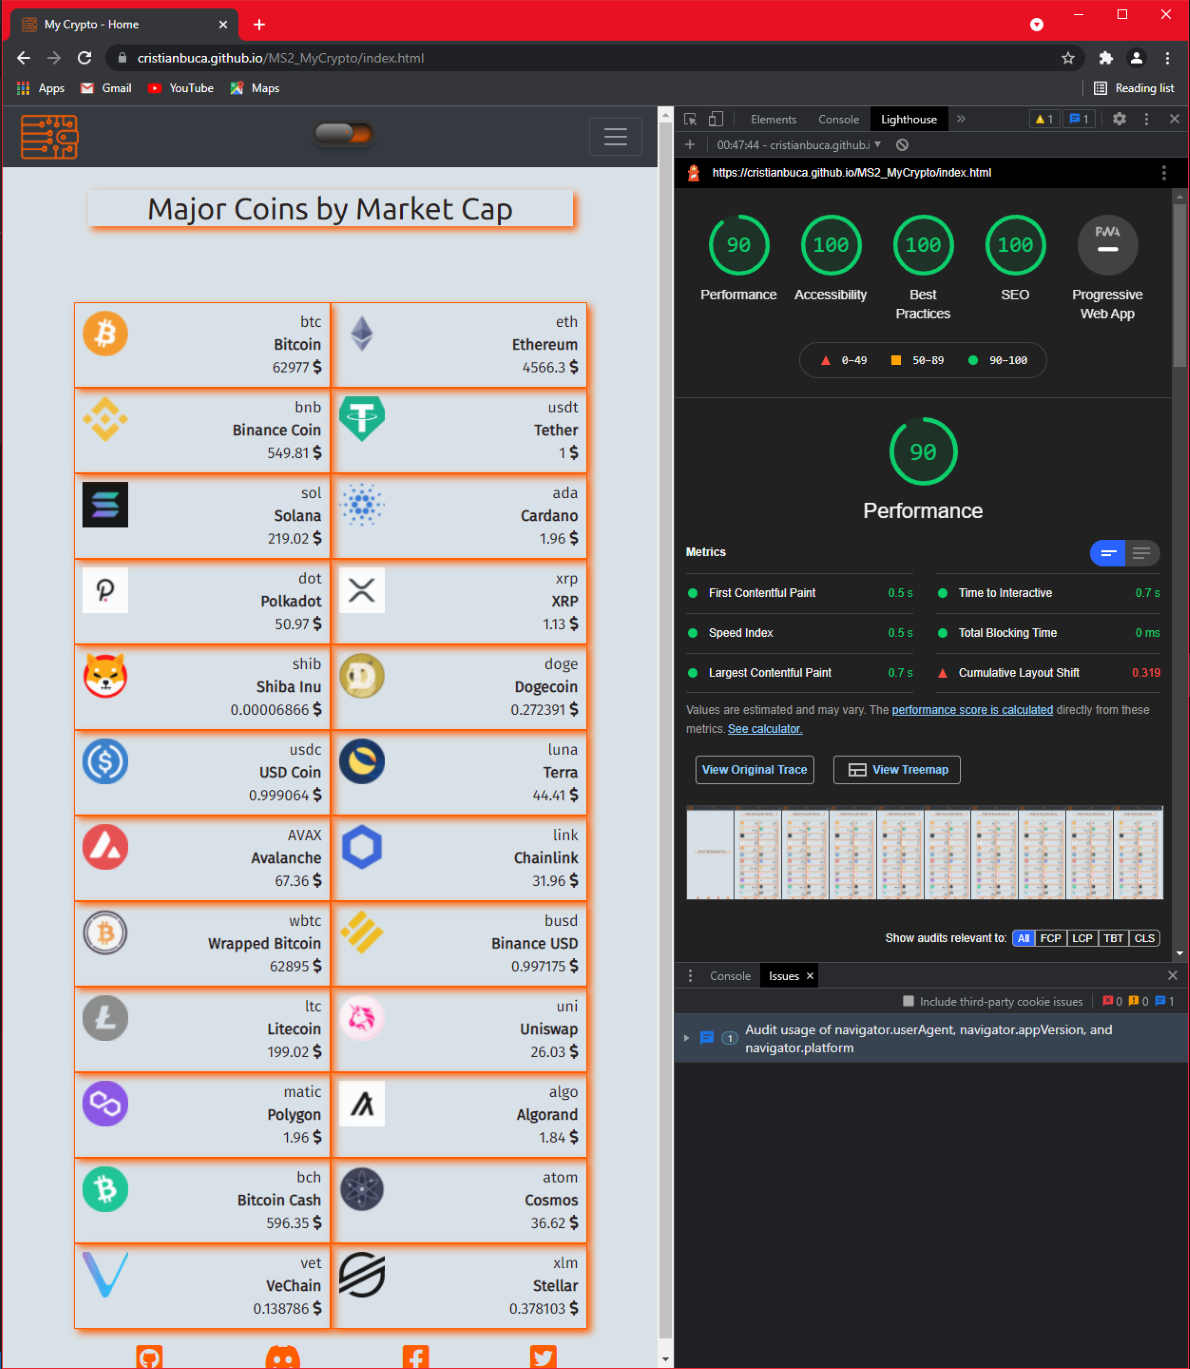 My Crypto - Home
cristianbuca.github.io/MS2_MyCrypto/index.html
Apps
Gmail
YouTube
Maps
Reading list
Major Coins by Market Cap
btc
Bitcoin
62977 $
eth
Ethereum
4566.3 $
bnb
Binance Coin
549.81 $
usdt
Tether
1 $
sol
Solana
219.02 $
ada
Cardano
1.96 $
dot
Polkadot
50.97 $
xrp
XRP
1.13 $
shib
Shiba Inu
0.00006866 $
doge
Dogecoin
0.272391 $
usdc
USD Coin
0.999064 $
luna
Terra
44.41 $
AVAX
Avalanche
67.36 $
link
Chainlink
31.96 $
wbtc
Wrapped Bitcoin
62895 $
busd
Binance USD
0.997175 $
ltc
Litecoin
199.02 $
uni
Uniswap
26.03 $
matic
Polygon
1.96 $
algo
Algorand
1.84 $
bch
Bitcoin Cash
596.35 $
atom
Cosmos
36.62 $
vet
VeChain
0.138786 $
xlm
Stellar
0.378103 $
Elements
Console
Lighthouse
1
1
00:47:44 - cristianbuca.github.i
https://cristianbuca.github.io/MS2_MyCrypto/index.html
90
100
100
100
PWA
Performance
Accessibility
Best
Practices
SEO
Progressive
Web App
0–49
50–89
90–100
90
Performance
Metrics
First Contentful Paint 0.5 s
Time to Interactive 0.7 s
Speed Index 0.5 s
Total Blocking Time 0 ms
Largest Contentful Paint 0.7 s
Cumulative Layout Shift 0.319
Values are estimated and may vary. The performance score is calculated directly from these
metrics. See calculator.
View Original Trace
View Treemap
Show audits relevant to: All FCP LCP TBT CLS
Console
Issues
Include third-party cookie issues
0
0
1
1
Audit usage of navigator.userAgent, navigator.appVersion, and
navigator.platform